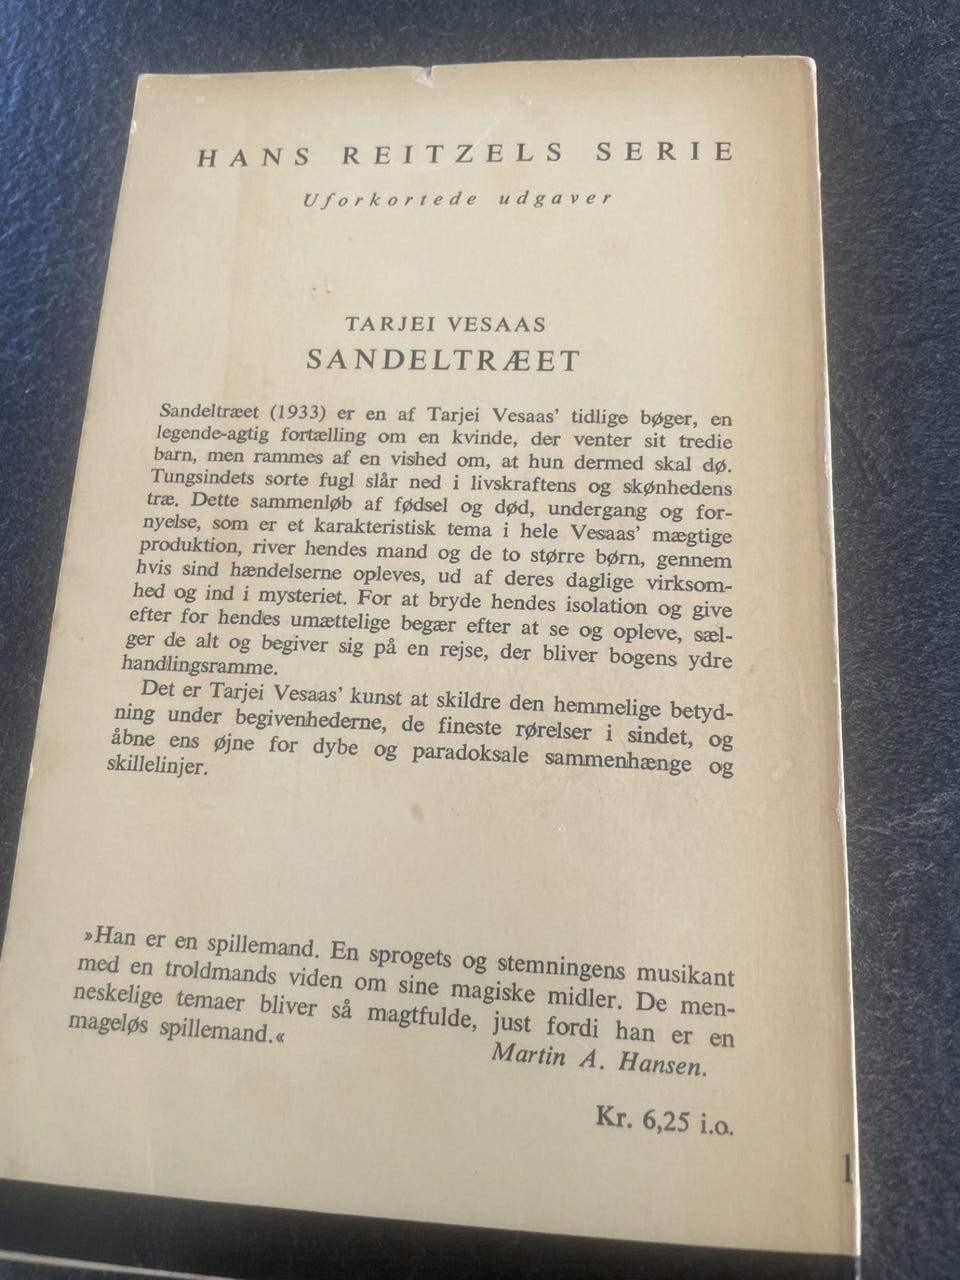 HANS REITZELS SERIE
Uforkortede udgaver
TARJEI VESAAS
SANDELTRÆET
Sandeltræet (1933) er en af Tarjei Vesaas' tidlige bøger, en
legende-agtig fortælling om en kvinde, der venter sit tredie
barn, men rammes af en vished om, at hun dermed skal dø.
Tungsindets sorte fugl slår ned i livskraftens og skønhedens
træ. Dette sammenløb af fødsel og død, undergang og for-
nyelse, som er et karakteristisk tema i hele Vesaas' mægtige
produktion, river hendes mand og de to større børn, gennem
hvis sind hændelserne opleves, ud af deres daglige virksom-
hed og ind i mysteriet. For at bryde hendes isolation og give
efter for hendes umættelige begær efter at se og opleve, sæl-
ger de alt og begiver sig på en rejse, der bliver bogens ydre
handlingsramme.
Det er Tarjei Vesaas' kunst at skildre den hemmelige betyd-
ning under begivenhederne, de fineste rørelser i sindet, og
åbne ens øjne for dybe og paradoksale sammenhænge og
skillelinjer.
»Han er en spillemand. En sprogets og stemningens musikant
med en troldmands viden om sine magiske midler. De men-
neskelige temaer bliver så magtfulde, just fordi han er en
mageløs spillemand.«
Martin A. Hansen.
Kr. 6,25 i.o.
1